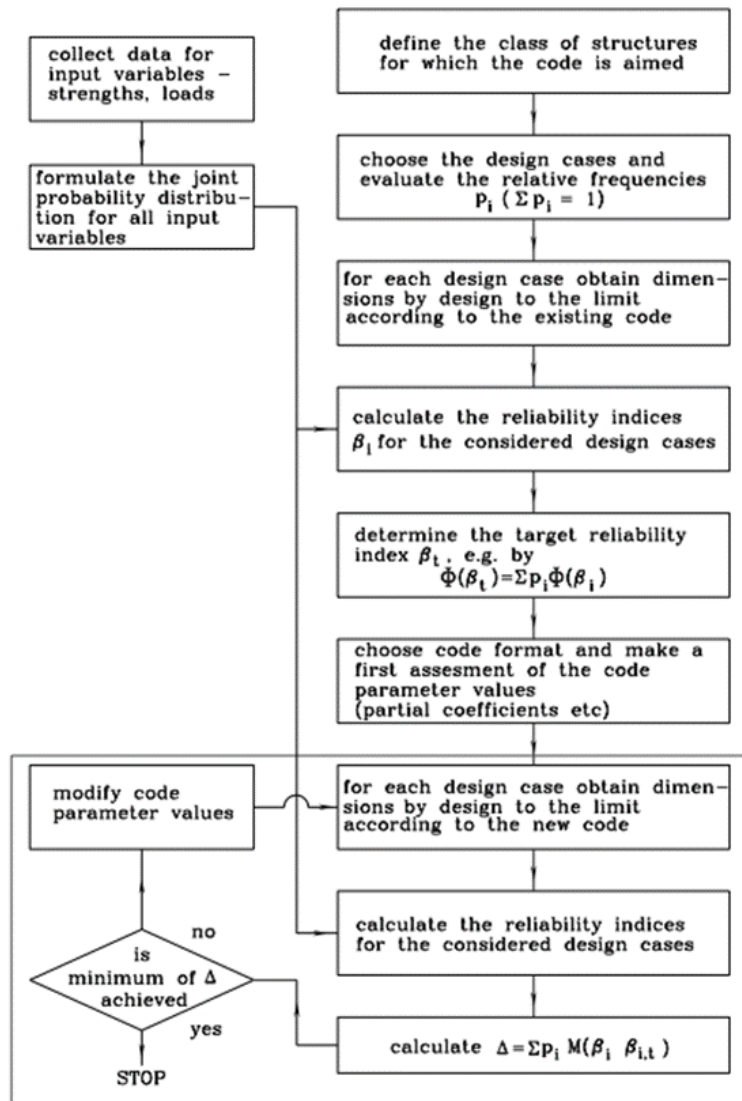 collect data for
input variables –
strengths, loads
formulate the joint
probability distribu-
tion for all input
variables
define the class of structures
for which the code is aimed
choose the design cases and
evaluate the relative frequencies
p_i ( Σ p_i = 1)
for each design case obtain dimen-
sions by design to the limit
according to the existing code
calculate the reliability indices
β_i for the considered design cases
determine the target reliability
index β_t, e.g. by
Φ(β_t)=Σp_iΦ(β_i)
choose code format and make a
first assesment of the code
parameter values
(partial coefficients etc)
for each design case obtain dimen-
sions by design to the limit
according to the new code
calculate the reliability indices
for the considered design cases
calculate Δ=Σp_i M(β_i β_i,t)
is
minimum of Δ
achieved
no
modify code
parameter values
yes
STOP